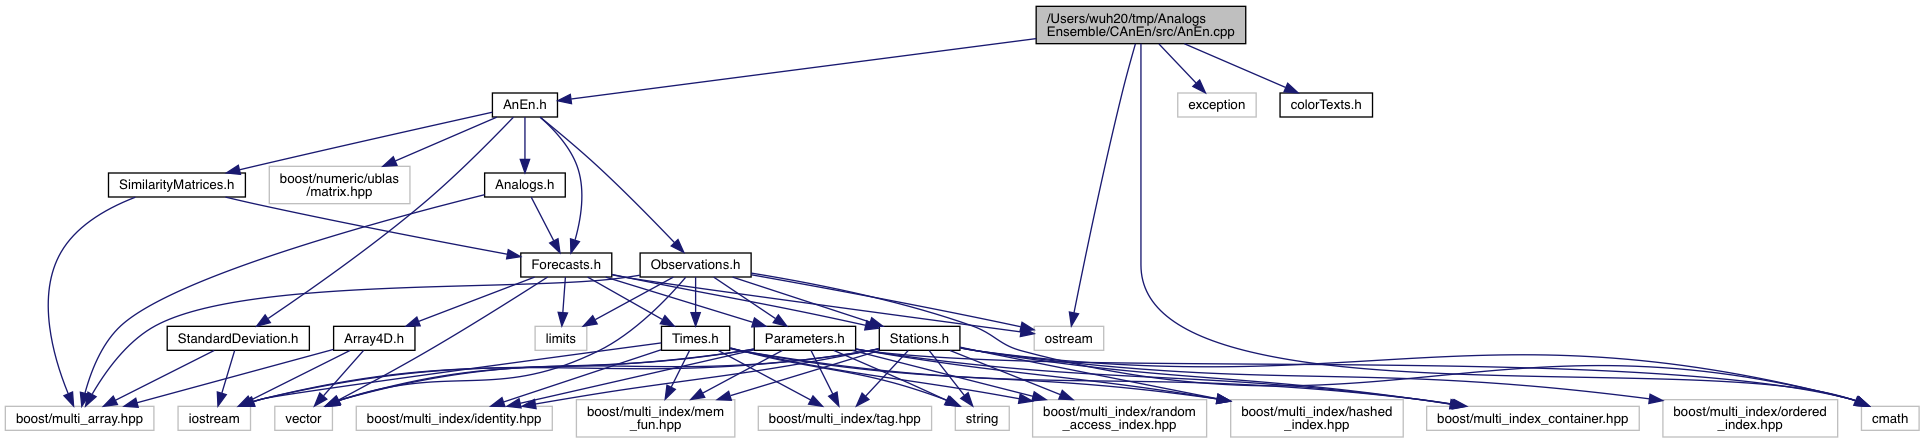 /Users/wuh20/tmp/Analogs
Ensemble/CAnEn/src/AnEn.cpp
AnEn.h
exception
colorTexts.h
SimilarityMatrices.h
boost/numeric/ublas
/matrix.hpp
Analogs.h
Forecasts.h
Observations.h
StandardDeviation.h
Array4D.h
limits
Times.h
Parameters.h
Stations.h
ostream
boost/multi_array.hpp
iostream
vector
boost/multi_index/identity.hpp
boost/multi_index/mem
_fun.hpp
boost/multi_index/tag.hpp
string
boost/multi_index/random
_access_index.hpp
boost/multi_index/hashed
_index.hpp
boost/multi_index_container.hpp
boost/multi_index/ordered
_index.hpp
cmath